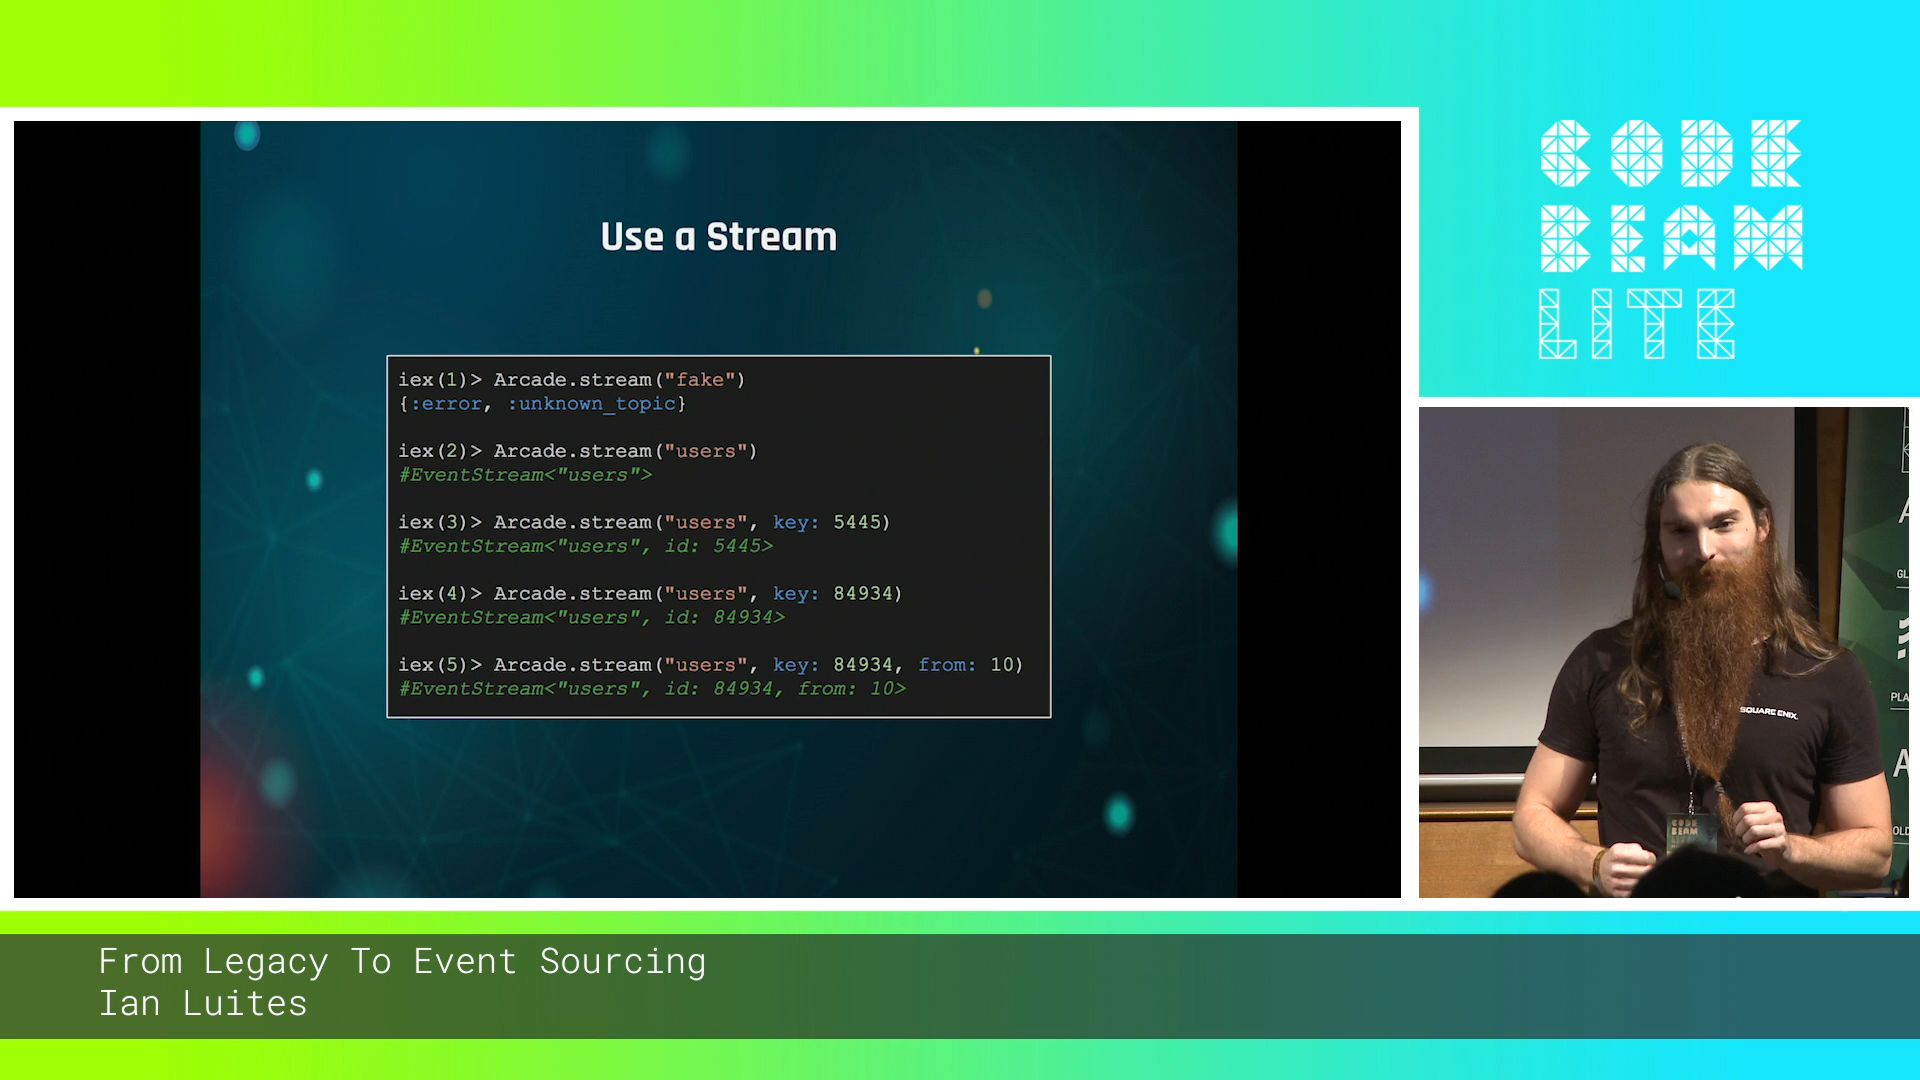 Use a Stream
iex(1)> Arcade.stream("fake")
{:error, :unknown_topic}
iex(2)> Arcade.stream("users")
#EventStream<"users">
iex(3)> Arcade.stream("users", key: 5445)
#EventStream<"users", id: 5445>
iex(4)> Arcade.stream("users", key: 84934)
#EventStream<"users", id: 84934>
iex(5)> Arcade.stream("users", key: 84934, from: 10)
#EventStream<"users", id: 84934, from: 10>
CODE
BEAM
LITE
SQUARE ENIX
CODE
BEAM
From Legacy To Event Sourcing
Ian Luites